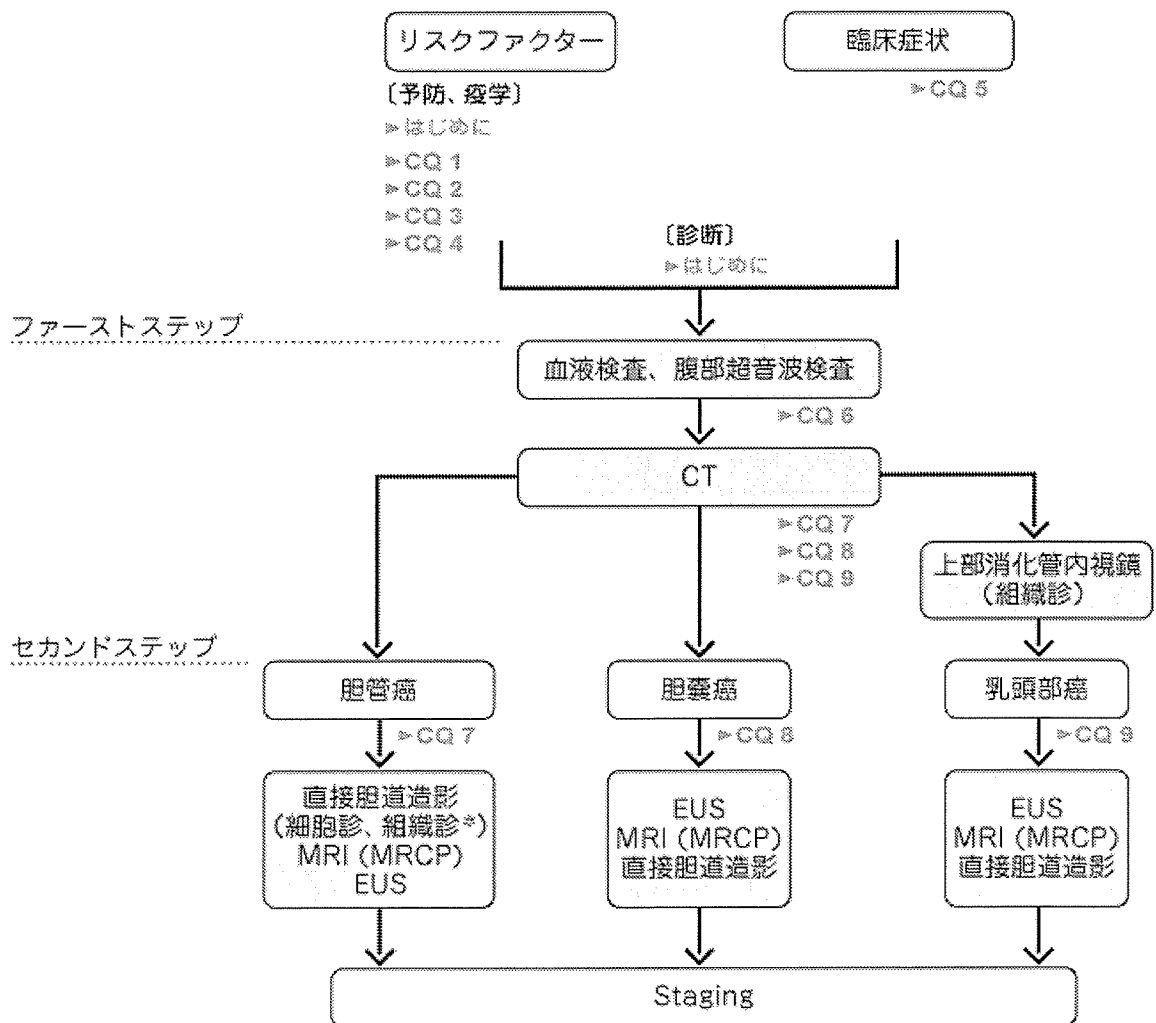 リスクファクター
臨床症状
〔予防、疫学〕
▶CQ 5
▶はじめに
▶CQ 1
▶CQ 2
▶CQ 3
▶CQ 4
〔診断〕
▶はじめに
ファーストステップ
血液検査、腹部超音波検査
▶CQ 6
CT
▶CQ 7
▶CQ 8
▶CQ 9
上部消化管内視鏡
（組織診）
セカンドステップ
胆管癌
胆嚢癌
乳頭部癌
▶CQ 7
▶CQ 8
▶CQ 9
直接胆道造影
（細胞診、組織診*）
MRI (MRCP)
EUS
EUS
MRI (MRCP)
直接胆道造影
EUS
MRI (MRCP)
直接胆道造影
Staging